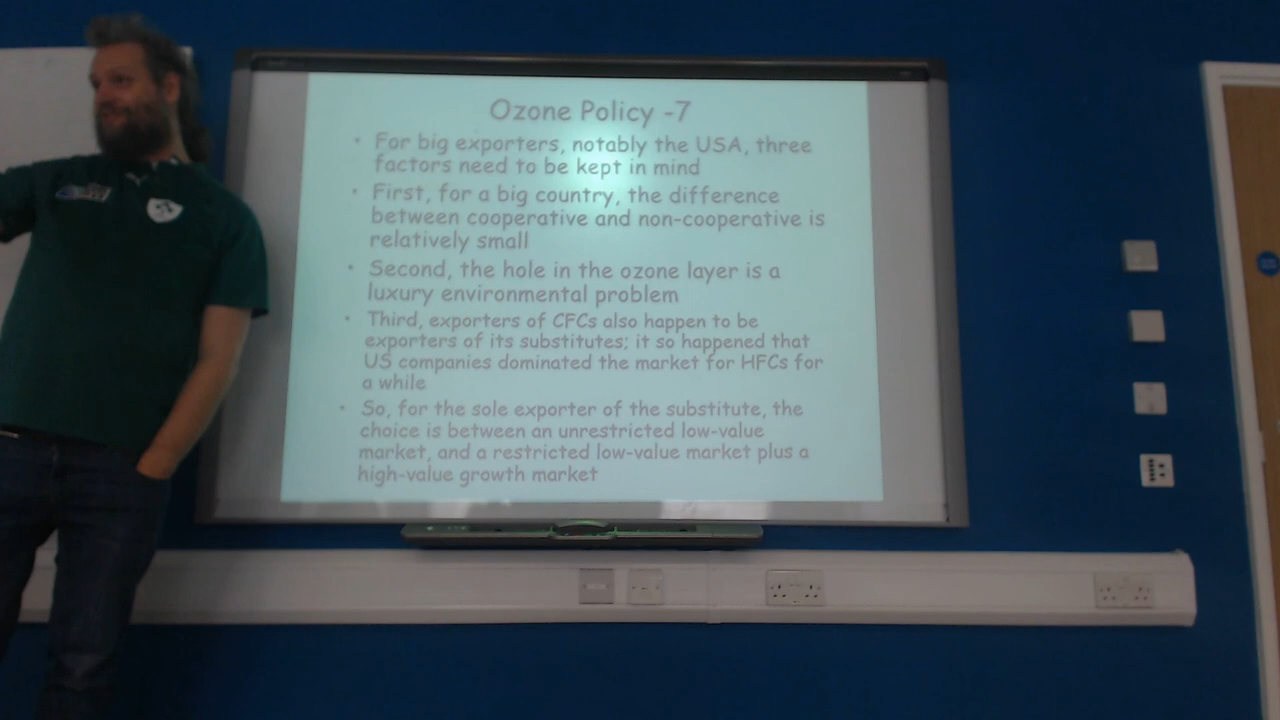 Ozone Policy -7
• For big exporters, notably the USA, three
factors need to be kept in mind
• First, for a big country, the difference
between cooperative and non-cooperative is
relatively small
• Second, the hole in the ozone layer is a
luxury environmental problem
• Third, exporters of CFCs also happen to be
exporters of its substitutes; it so happened that
US companies dominated the market for HFCs for
a while
• So, for the sole exporter of the substitute, the
choice is between an unrestricted low-value
market, and a restricted low-value market plus a
high-value growth market